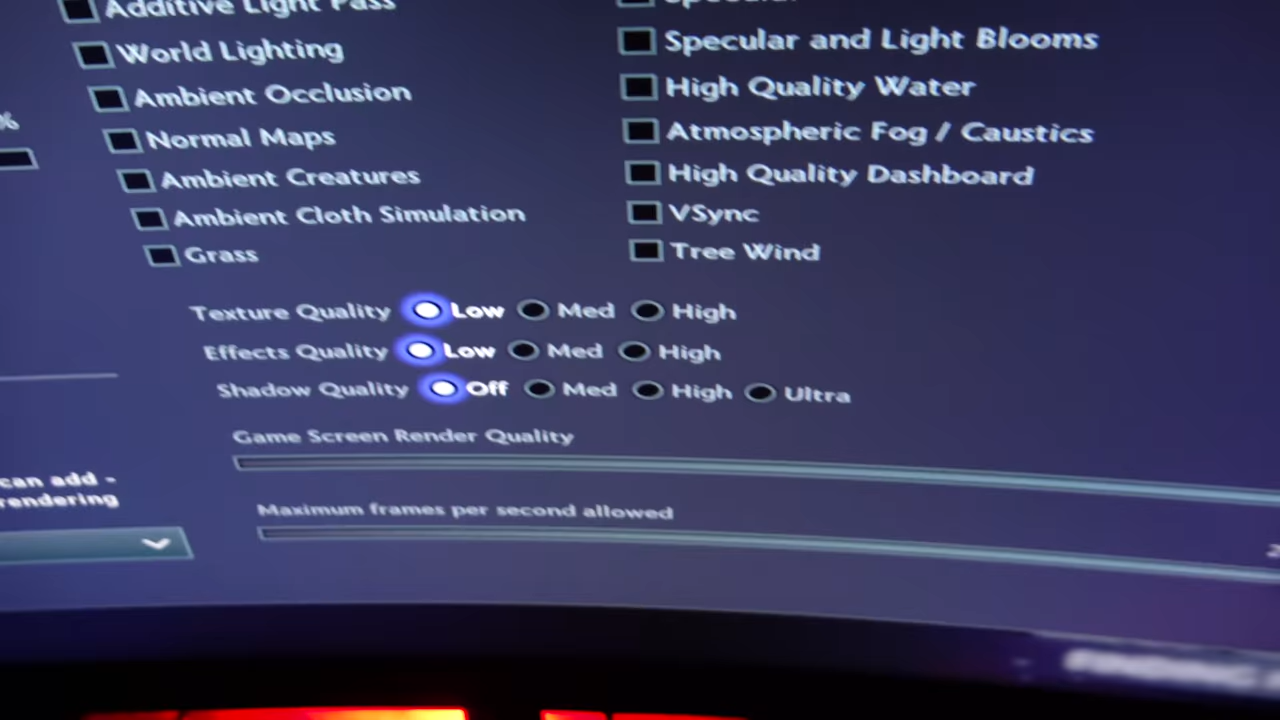 Additive Light Pass
World Lighting
Ambient Occlusion
Normal Maps
Ambient Creatures
Ambient Cloth Simulation
Grass
Specular
Specular and Light Blooms
High Quality Water
Atmospheric Fog / Caustics
High Quality Dashboard
VSync
Tree Wind
%
Texture Quality Low Med High
Effects Quality Low Med High
Shadow Quality Off Med High Ultra
Game Screen Render Quality
can add -
rendering
Maximum frames per second allowed